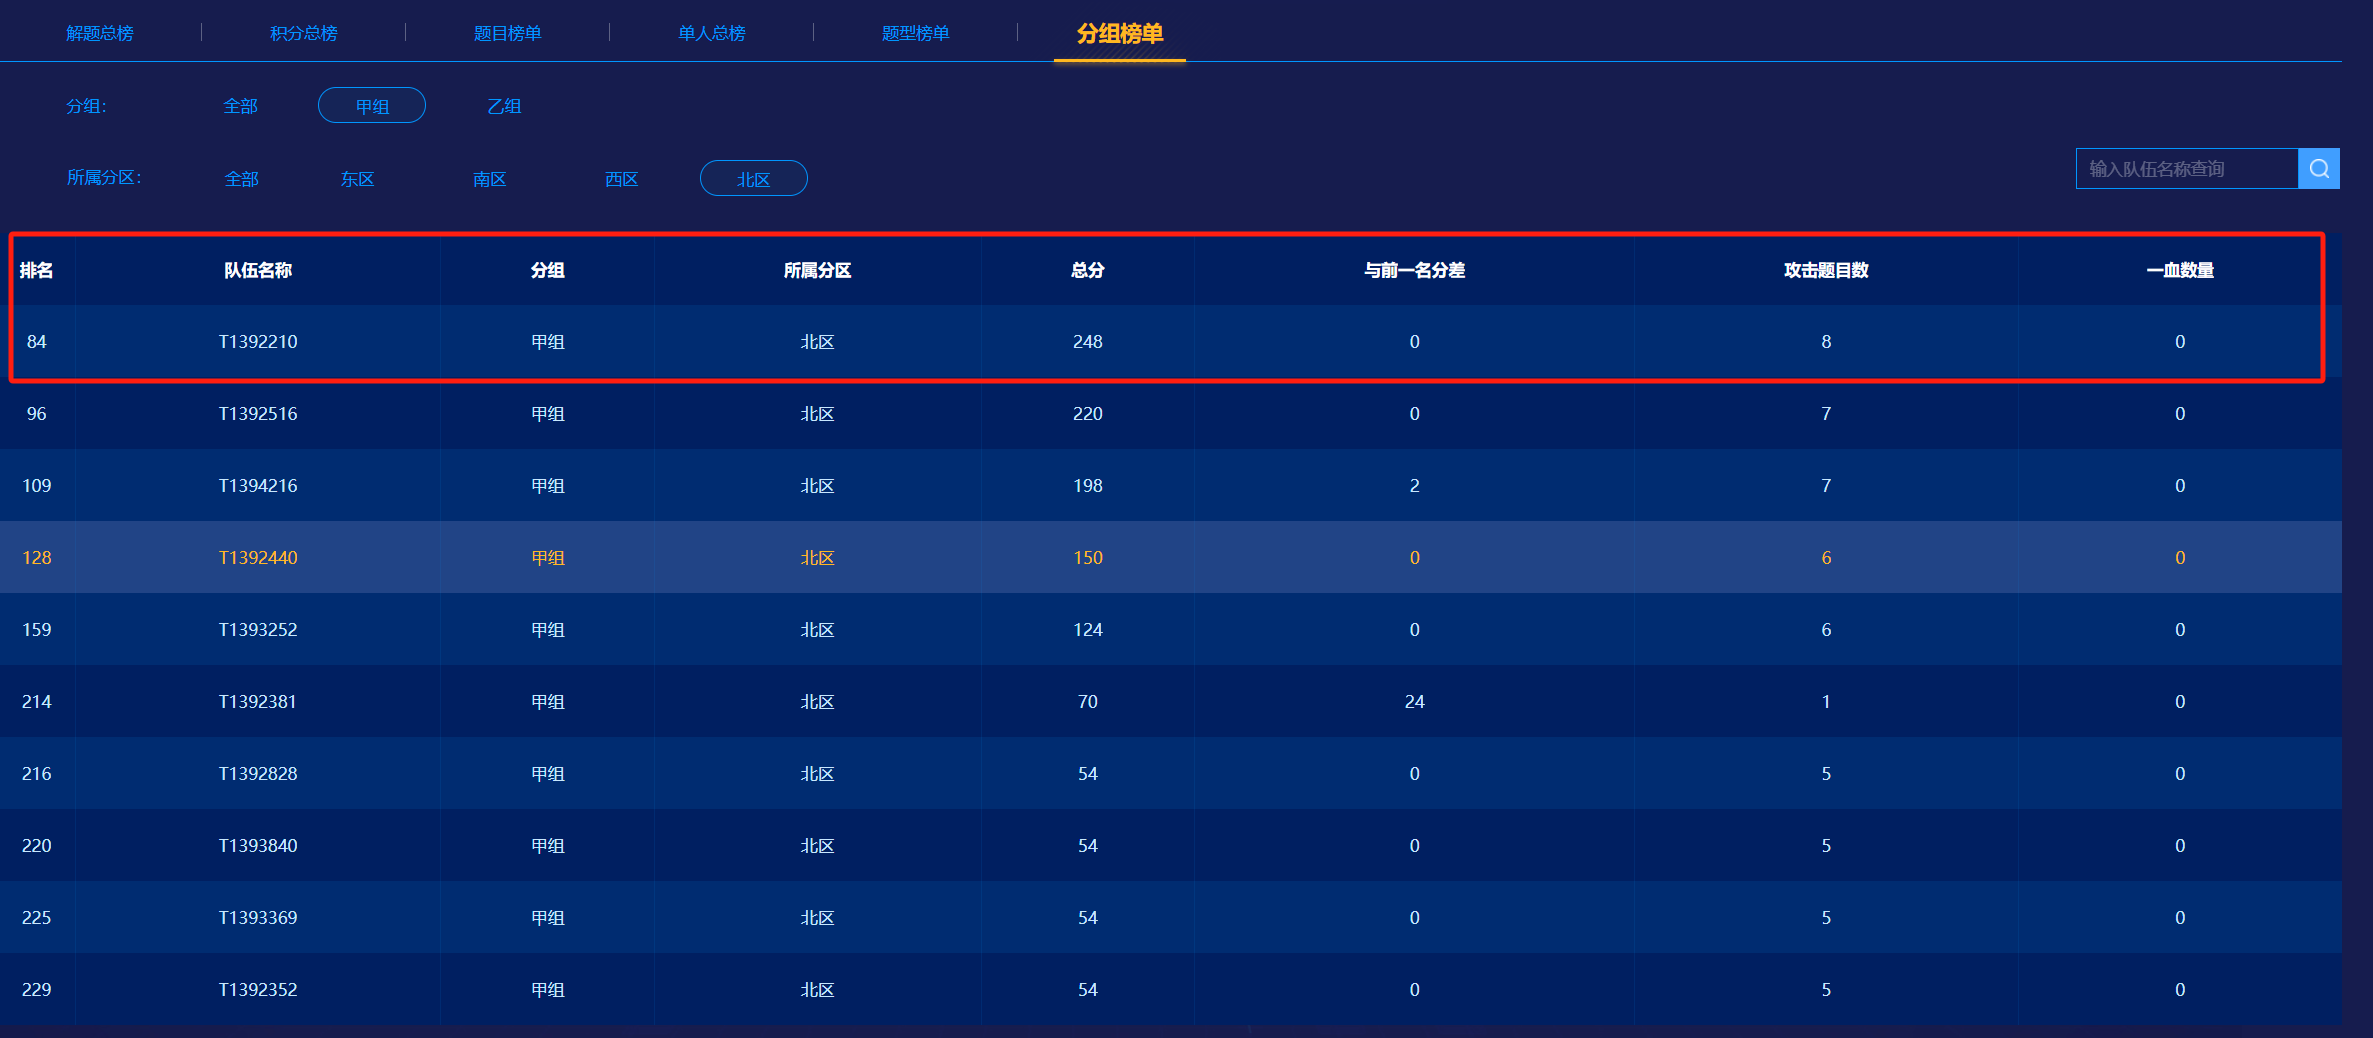 解题总榜 积分总榜 题目榜单 单人总榜 题型榜单 分组榜单
分组： 全部 甲组 乙组
所属分区： 全部 东区 南区 西区 北区 输入队伍名称查询
排名 队伍名称 分组 所属分区 总分 与前一名分差 攻击题目数 一血数量
84 T1392210 甲组 北区 248 0 8 0
96 T1392516 甲组 北区 220 0 7 0
109 T1394216 甲组 北区 198 2 7 0
128 T1392440 甲组 北区 150 0 6 0
159 T1393252 甲组 北区 124 0 6 0
214 T1392381 甲组 北区 70 24 1 0
216 T1392828 甲组 北区 54 0 5 0
220 T1393840 甲组 北区 54 0 5 0
225 T1393369 甲组 北区 54 0 5 0
229 T1392352 甲组 北区 54 0 5 0